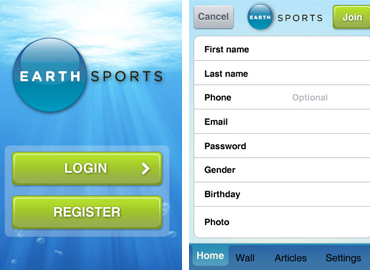 EARTH SPORTS
LOGIN
REGISTER
Cancel EARTH SPORTS Join
First name
Last name
Phone Optional
Email
Password
Gender
Birthday
Photo
Home Wall Articles Settings